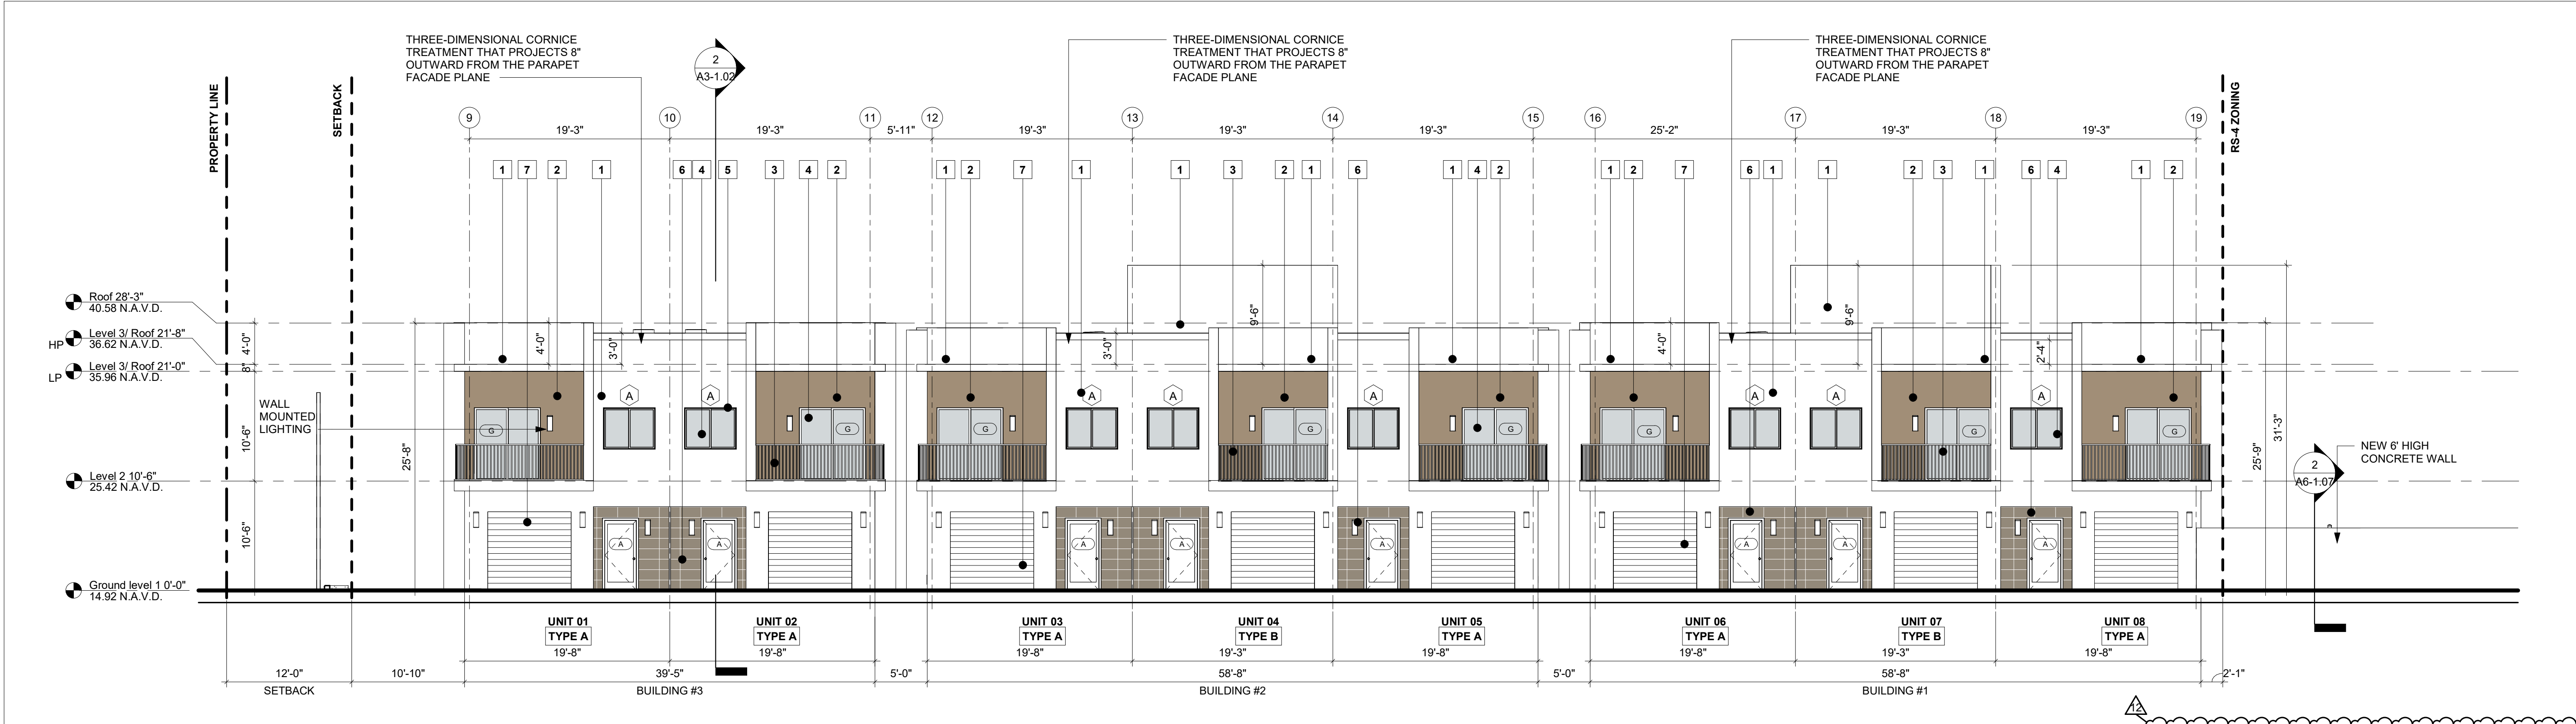 THREE-DIMENSIONAL CORNICE
TREATMENT THAT PROJECTS 8"
OUTWARD FROM THE PARAPET
FACADE PLANE
2
A3-1.02
THREE-DIMENSIONAL CORNICE
TREATMENT THAT PROJECTS 8"
OUTWARD FROM THE PARAPET
FACADE PLANE
THREE-DIMENSIONAL CORNICE
TREATMENT THAT PROJECTS 8"
OUTWARD FROM THE PARAPET
FACADE PLANE
PROPERTY LINE
SETBACK
RS-4 ZONING
9 10 11 12 13 14 15 16 17 18 19
19'-3" 19'-3" 5'-11" 19'-3" 19'-3" 19'-3" 25'-2" 19'-3" 19'-3"
1 7 2 1 6 4 5 3 4 2 1 2 7 1 1 3 2 1 6 1 4 2 1 2 7 6 1 1 2 3 1 6 4 1 2
Roof 28'-3"
40.58 N.A.V.D.
HP
Level 3/ Roof 21'-8"
36.62 N.A.V.D.
LP
Level 3/ Roof 21'-0"
35.96 N.A.V.D.
Level 2 10'-6"
25.42 N.A.V.D.
Ground level 1 0'-0"
14.92 N.A.V.D.
4'-0"
8"
10'-6"
10'-6"
WALL
MOUNTED
LIGHTING
25'-8"
4'-0" 3'-0" 3'-0" 9'-6" 4'-0" 9'-6" 2'-4"
25'-9"
31'-3"
A A A A A A A A
G G G G G G G G
A A A A A A A A
2
A6-1.07
NEW 6' HIGH
CONCRETE WALL
UNIT 01 UNIT 02 UNIT 03 UNIT 04 UNIT 05 UNIT 06 UNIT 07 UNIT 08
TYPE A TYPE A TYPE A TYPE B TYPE A TYPE A TYPE B TYPE A
19'-8" 19'-8" 19'-8" 19'-3" 19'-8" 19'-8" 19'-3" 19'-8"
12'-0" 10'-10" 39'-5" 5'-0" 58'-8" 5'-0" 58'-8" 2'-1"
SETBACK BUILDING #3 BUILDING #2 BUILDING #1
12